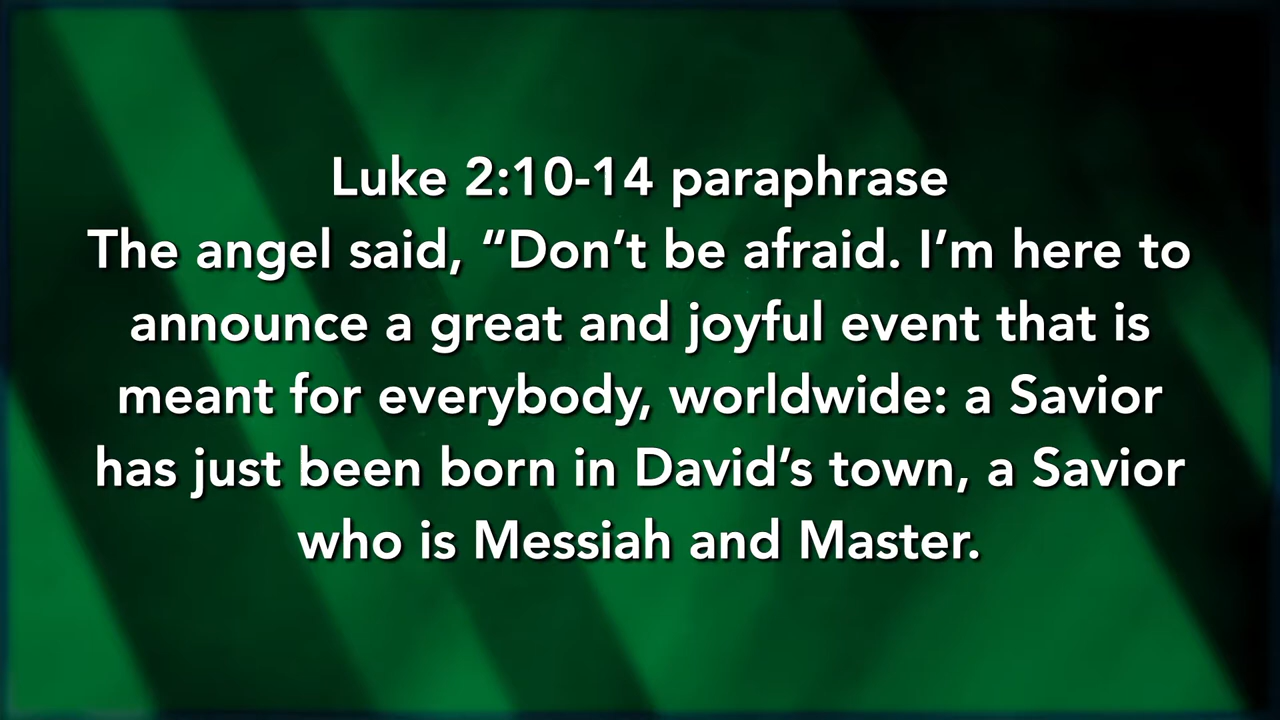 Luke 2:10-14 paraphrase
The angel said, “Don’t be afraid. I’m here to
announce a great and joyful event that is
meant for everybody, worldwide: a Savior
has just been born in David’s town, a Savior
who is Messiah and Master.